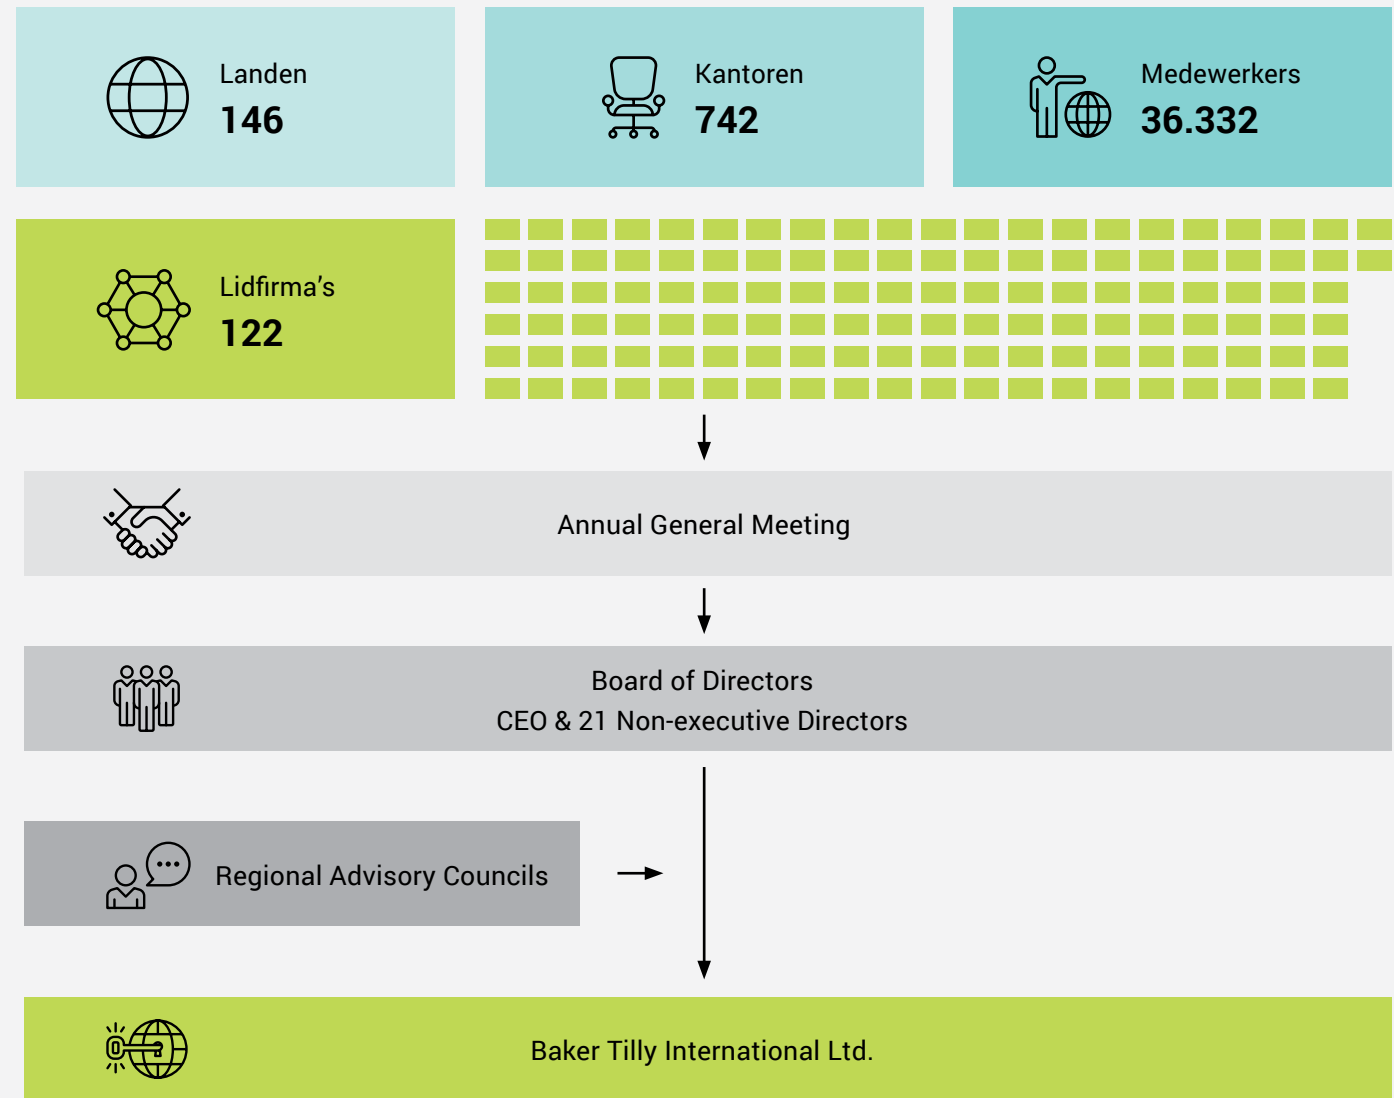 Landen
146
Kantoren
742
Medewerkers
36.332
Lidfirma's
122
Annual General Meeting
Board of Directors
CEO & 21 Non-executive Directors
Regional Advisory Councils
Baker Tilly International Ltd.